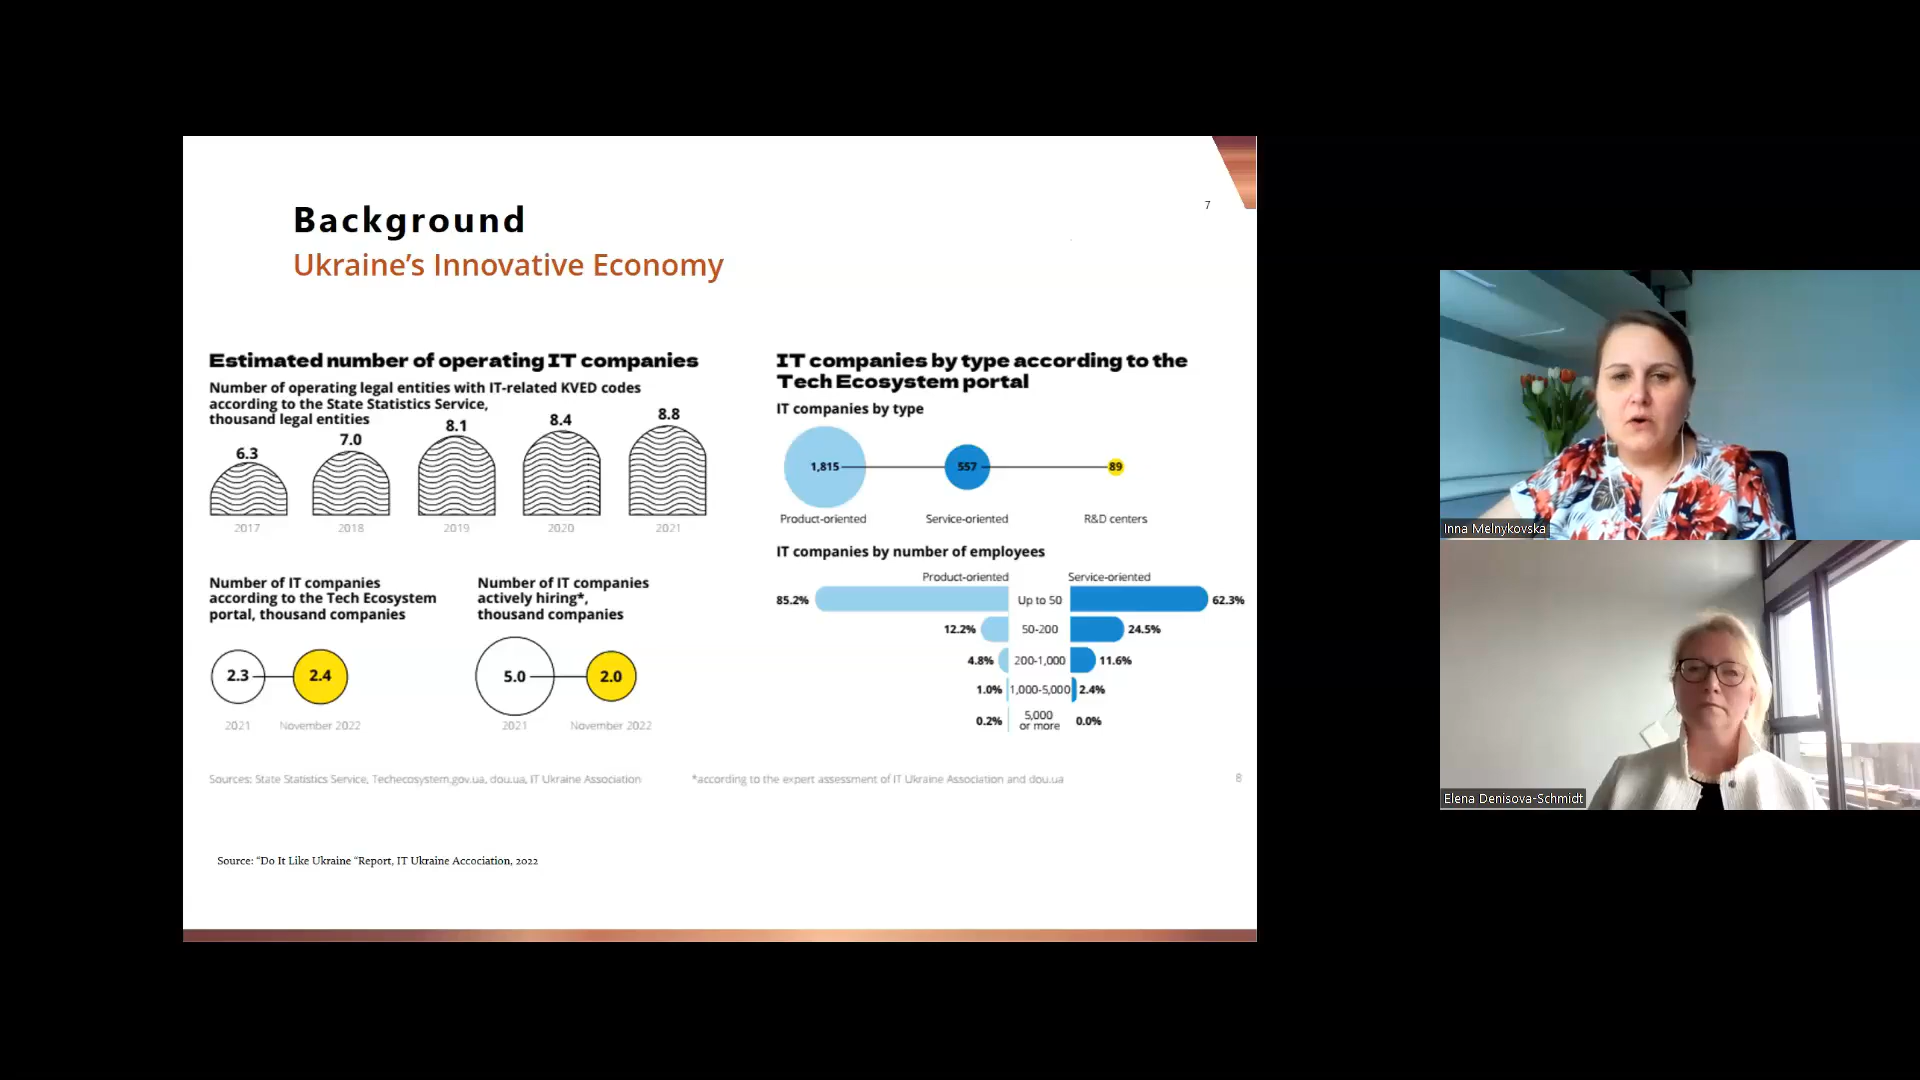 Background
7
Ukraine’s Innovative Economy
Estimated number of operating IT companies
Number of operating legal entities with IT-related KVED codes
according to the State Statistics Service,
thousand legal entities
6.3
7.0
8.1
8.4
8.8
2017
2018
2019
2020
2021
Number of IT companies
according to the Tech Ecosystem
portal, thousand companies
2.3
2.4
2021
November 2022
Number of IT companies
actively hiring*,
thousand companies
5.0
2.0
2021
November 2022
IT companies by type according to the
Tech Ecosystem portal
IT companies by type
1,815
557
89
Product-oriented
Service-oriented
R&D centers
IT companies by number of employees
Product-oriented
Service-oriented
85.2%
Up to 50
62.3%
12.2%
50-200
24.5%
4.8%
200-1,000
11.6%
1.0%
1,000-5,000
2.4%
0.2%
5,000
or more
0.0%
Sources: State Statistics Service, Techecosystem.gov.ua, dou.ua, IT Ukraine Association
*according to the expert assessment of IT Ukraine Association and dou.ua
8
Source: “Do It Like Ukraine “Report, IT Ukraine Accociation, 2022
Inna Melnykovska
Elena Denisova-Schmidt